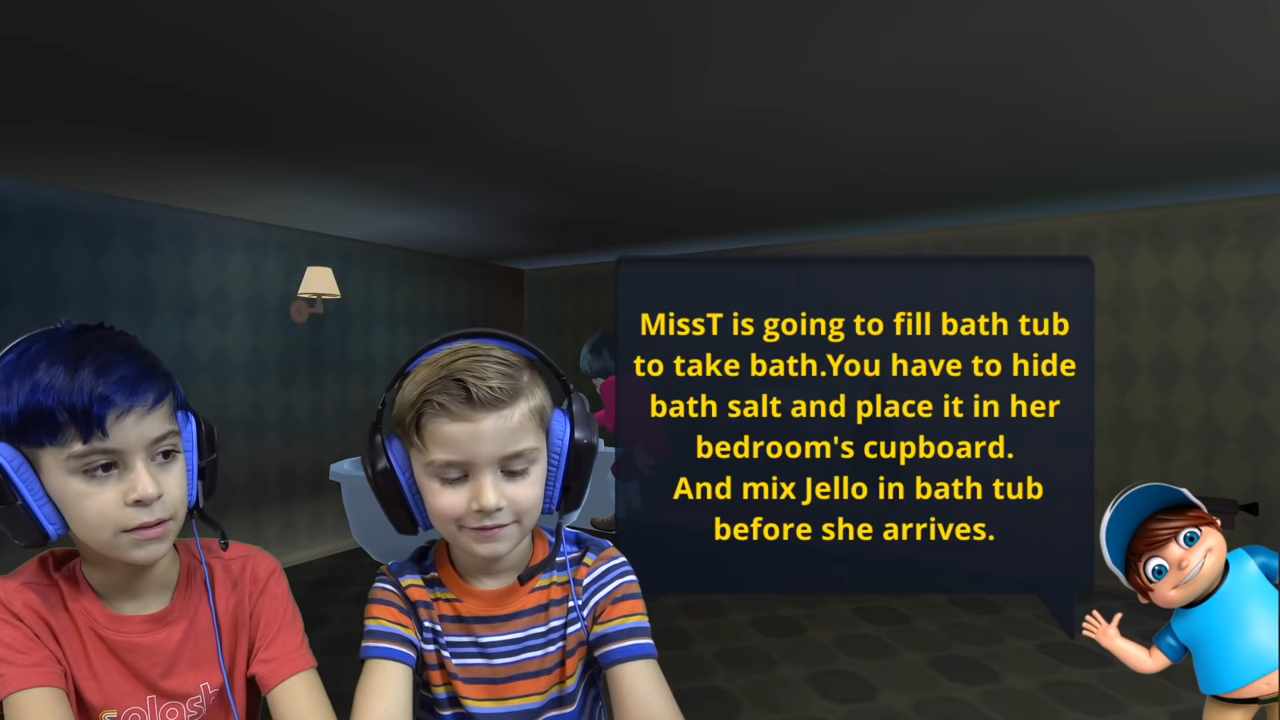 MissT is going to fill bath tub
to take bath.You have to hide
bath salt and place it in her
bedroom's cupboard.
And mix Jello in bath tub
before she arrives.
splash